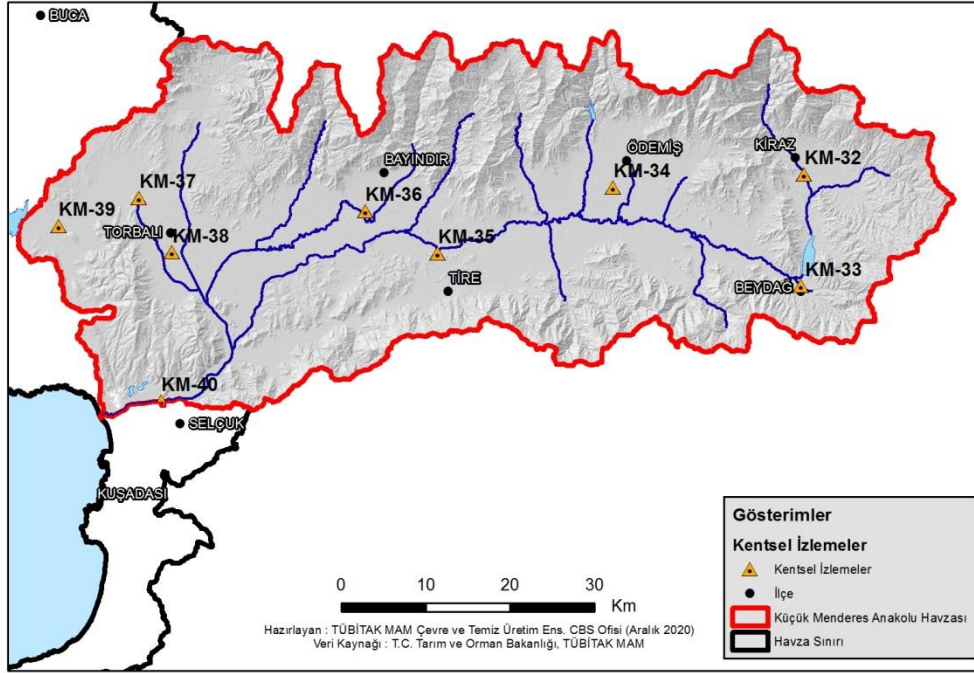 BUCA
KİRAZ
KM-32
ÖDEMİŞ
KM-34
BAYINDIR
KM-36
KM-37
KM-39
TORBALI
KM-38
KM-35
TİRE
KM-33
BEYDAĞ
KM-40
SELÇUK
KUŞADASI
0 10 20 30
Km
Hazırlayan : TÜBİTAK MAM Çevre ve Temiz Üretim Ens. CBS Ofisi (Aralık 2020)
Veri Kaynağı : T.C. Tarım ve Orman Bakanlığı, TÜBİTAK MAM
Gösterimler
Kentsel İzlemeler
Kentsel İzlemeler
İlçe
Küçük Menderes Anakolu Havzası
Havza Sınırı